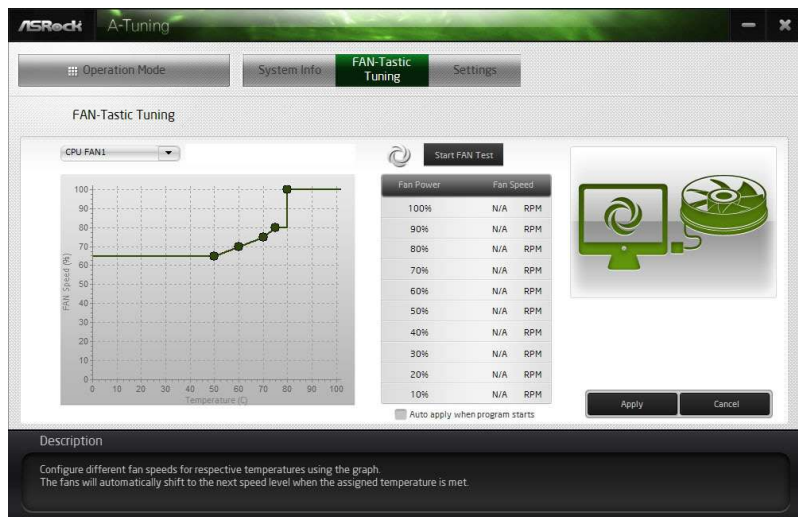 ASRock A-Tuning
Operation Mode System Info FAN-Tastic Tuning Settings
FAN-Tastic Tuning
CPU FAN1
Start FAN Test
FAN Speed (%)
100
90
80
70
60
50
40
30
20
10
0
0 10 20 30 40 50 60 70 80 90 100
Temperature (C)
Fan Power Fan Speed
100% N/A RPM
90% N/A RPM
80% N/A RPM
70% N/A RPM
60% N/A RPM
50% N/A RPM
40% N/A RPM
30% N/A RPM
20% N/A RPM
10% N/A RPM
Auto apply when program starts
Apply Cancel
Description
Configure different fan speeds for respective temperatures using the graph.
The fans will automatically shift to the next speed level when the assigned temperature is met.